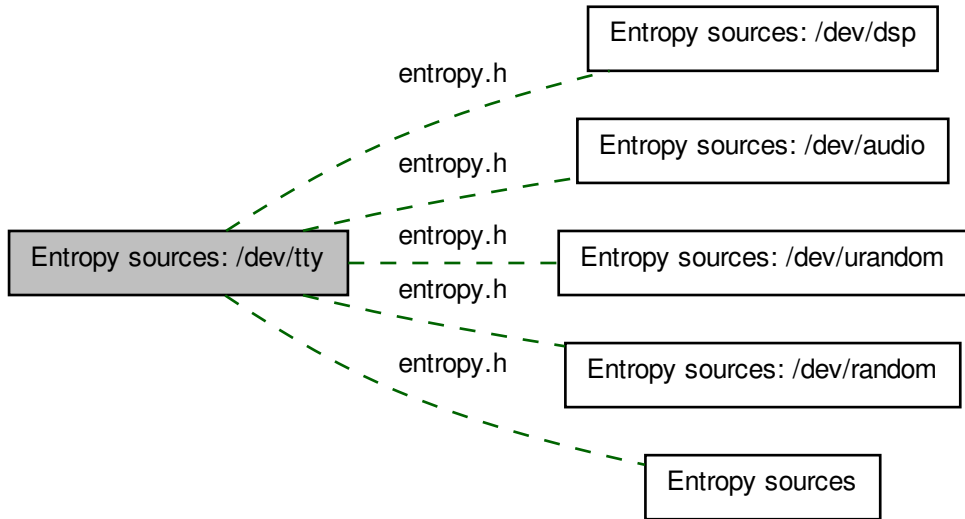 Entropy sources: /dev/dsp
entropy.h
Entropy sources: /dev/audio
entropy.h
entropy.h
Entropy sources: /dev/tty
Entropy sources: /dev/urandom
entropy.h
Entropy sources: /dev/random
entropy.h
Entropy sources